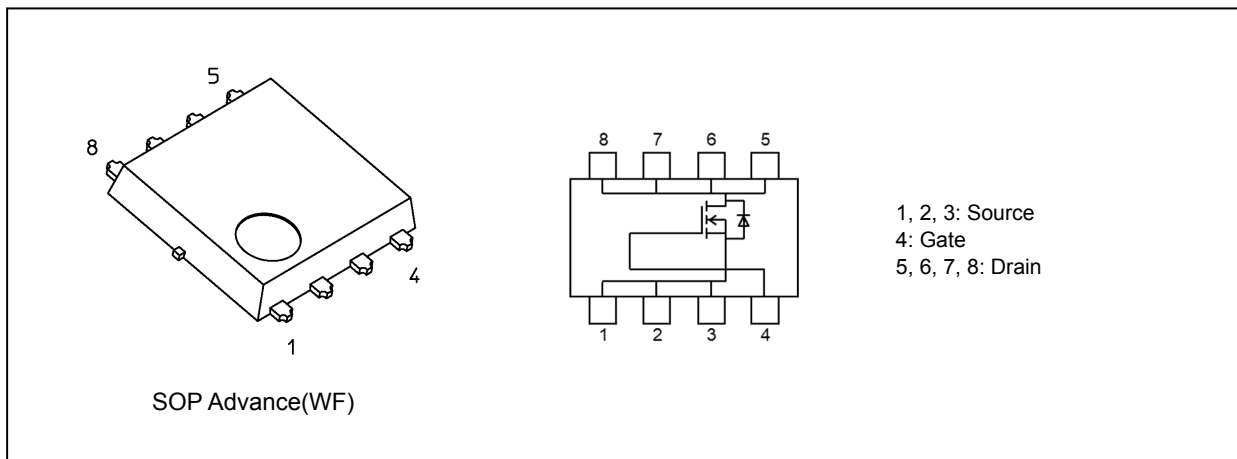 5
8
4
1
SOP Advance(WF)
8 7 6 5
1 2 3 4
1, 2, 3: Source
4: Gate
5, 6, 7, 8: Drain